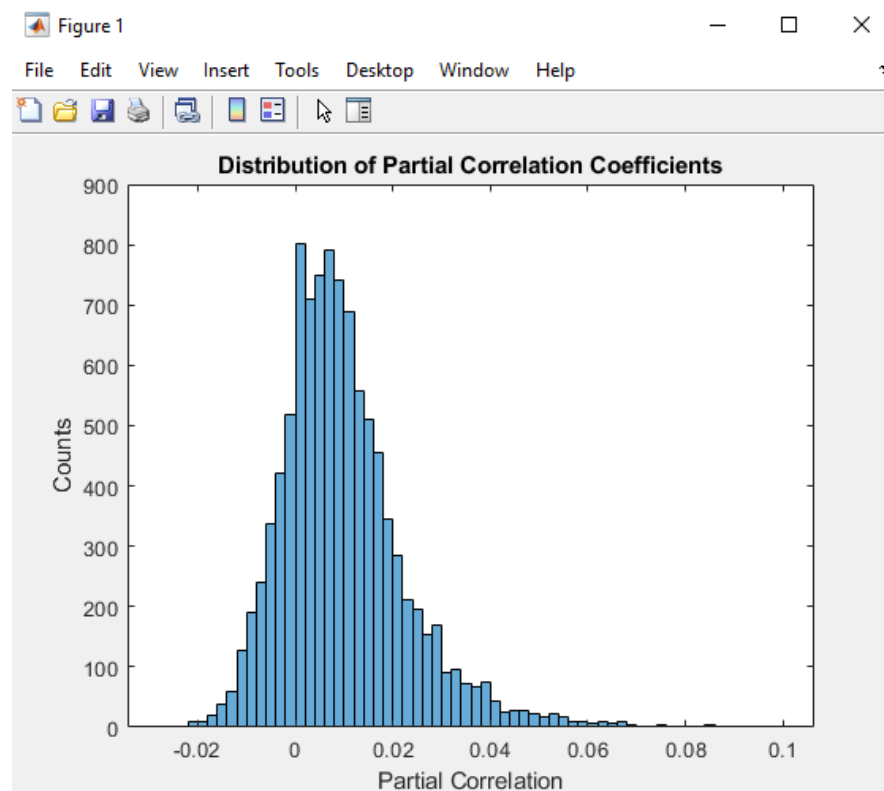 Figure 1
File Edit View Insert Tools Desktop Window Help
Distribution of Partial Correlation Coefficients
900
800
700
600
500
400
300
200
100
0
Counts
-0.02 0 0.02 0.04 0.06 0.08 0.1
Partial Correlation